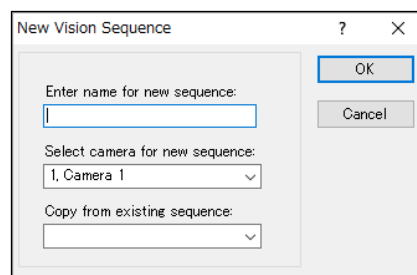 New Vision Sequence
OK
Enter name for new sequence:
Cancel
Select camera for new sequence:
1, Camera 1
Copy from existing sequence: